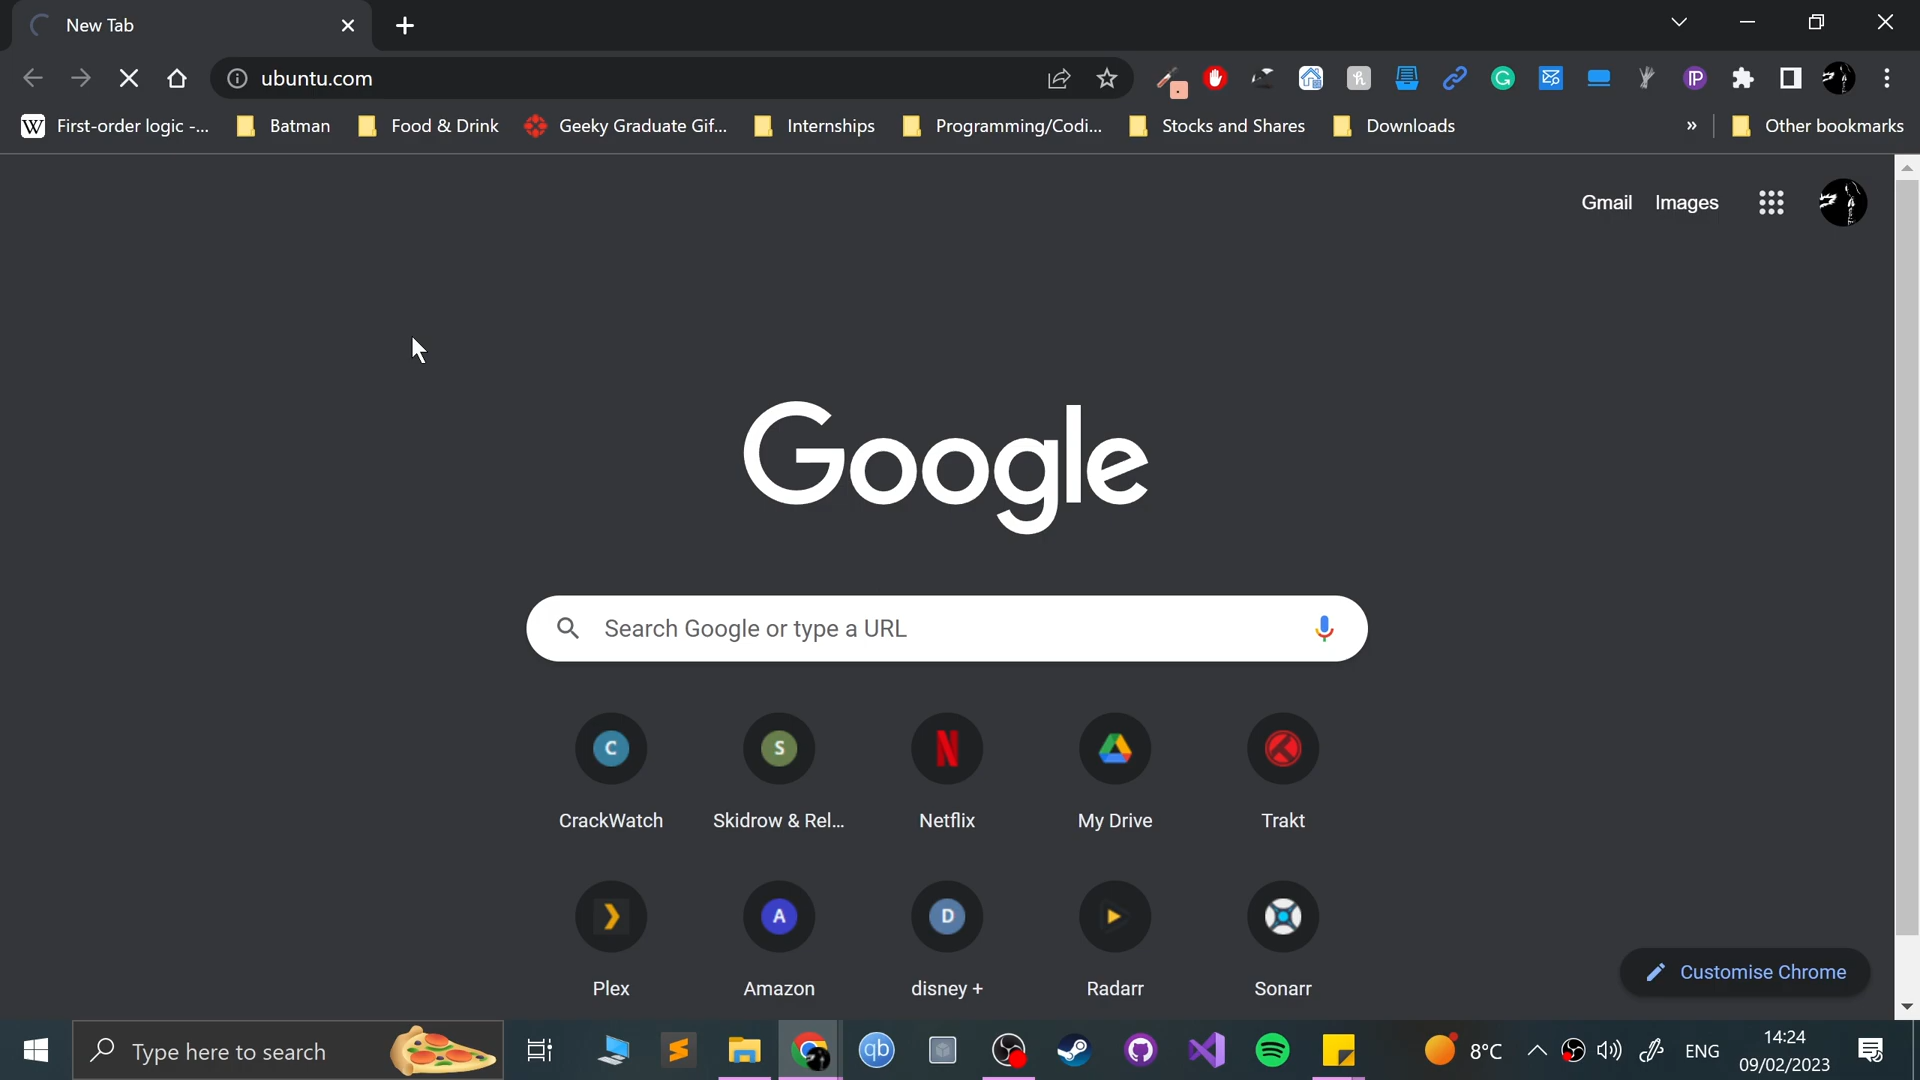 New Tab
ubuntu.com
First-order logic -... Batman Food & Drink Geeky Graduate Gif... Internships Programming/Codi... Stocks and Shares Downloads » Other bookmarks
Gmail Images
Google
Search Google or type a URL
C S N
CrackWatch Skidrow & Rel... Netflix My Drive Trakt
A D
Plex Amazon disney + Radarr Sonarr
Customise Chrome
Type here to search qb 8°C ENG 14:24
09/02/2023